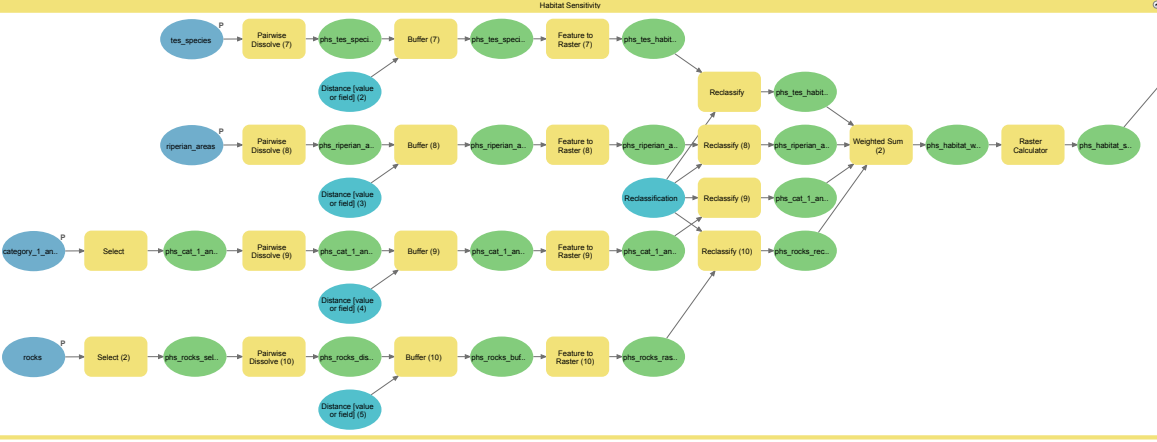 Habitat Sensitivity
P
tes_species
Pairwise
Dissolve (7)
phs_tes_speci..
Buffer (7)
phs_tes_speci..
Feature to
Raster (7)
phs_tes_habit..
Distance [value
or field] (2)
Reclassify
phs_tes_habit..
P
riperian_areas
Pairwise
Dissolve (8)
phs_riperian_a..
Buffer (8)
phs_riperian_a..
Feature to
Raster (8)
phs_riperian_a..
Reclassify (8)
phs_riperian_a..
Weighted Sum
(2)
phs_habitat_w..
Raster
Calculator
phs_habitat_s..
Distance [value
or field] (3)
Reclassification
Reclassify (9)
phs_cat_1_an..
P
category_1_an..
Select
phs_cat_1_an..
Pairwise
Dissolve (9)
phs_cat_1_an..
Buffer (9)
phs_cat_1_an..
Feature to
Raster (9)
phs_cat_1_an..
Reclassify (10)
phs_rocks_rec..
Distance [value
or field] (4)
P
rocks
Select (2)
phs_rocks_sel..
Pairwise
Dissolve (10)
phs_rocks_dis..
Buffer (10)
phs_rocks_buf..
Feature to
Raster (10)
phs_rocks_ras..
Distance [value
or field] (5)